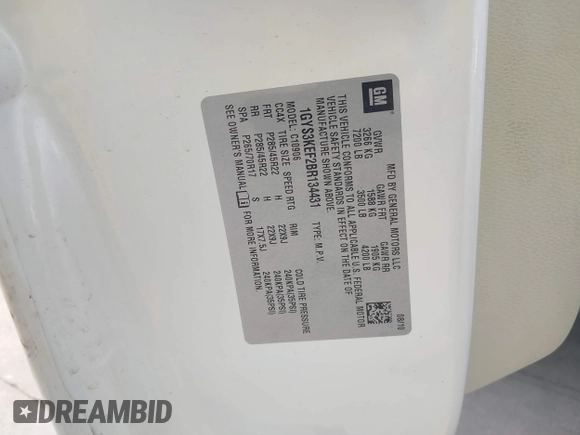 GM
MFD BY GENERAL MOTORS LLC
08/10
GVWR GAWR FRT GAWR RR
3266 KG 1588 KG 1905 KG
7200 LB 3500 LB 4200 LB
THIS VEHICLE CONFORMS TO ALL APPLICABLE U.S. FEDERAL MOTOR
VEHICLE SAFETY STANDARDS IN EFFECT ON THE DATE OF
MANUFACTURE SHOWN ABOVE.
1GYS3KEF2BR134431 TYPE: M.P.V.
MODEL: C10906
CC4X TIRE SIZE SPEED RTG RIM COLD TIRE PRESSURE
FRT P285/45R22 H 22X9J 240KPA(35PSI)
RR P285/45R22 H 22X9J 240KPA(35PSI)
SPA P265/70R17 S 17X7.5J 240KPA(35PSI)
SEE OWNER'S MANUAL FOR MORE INFORMATION.
DREAMBID